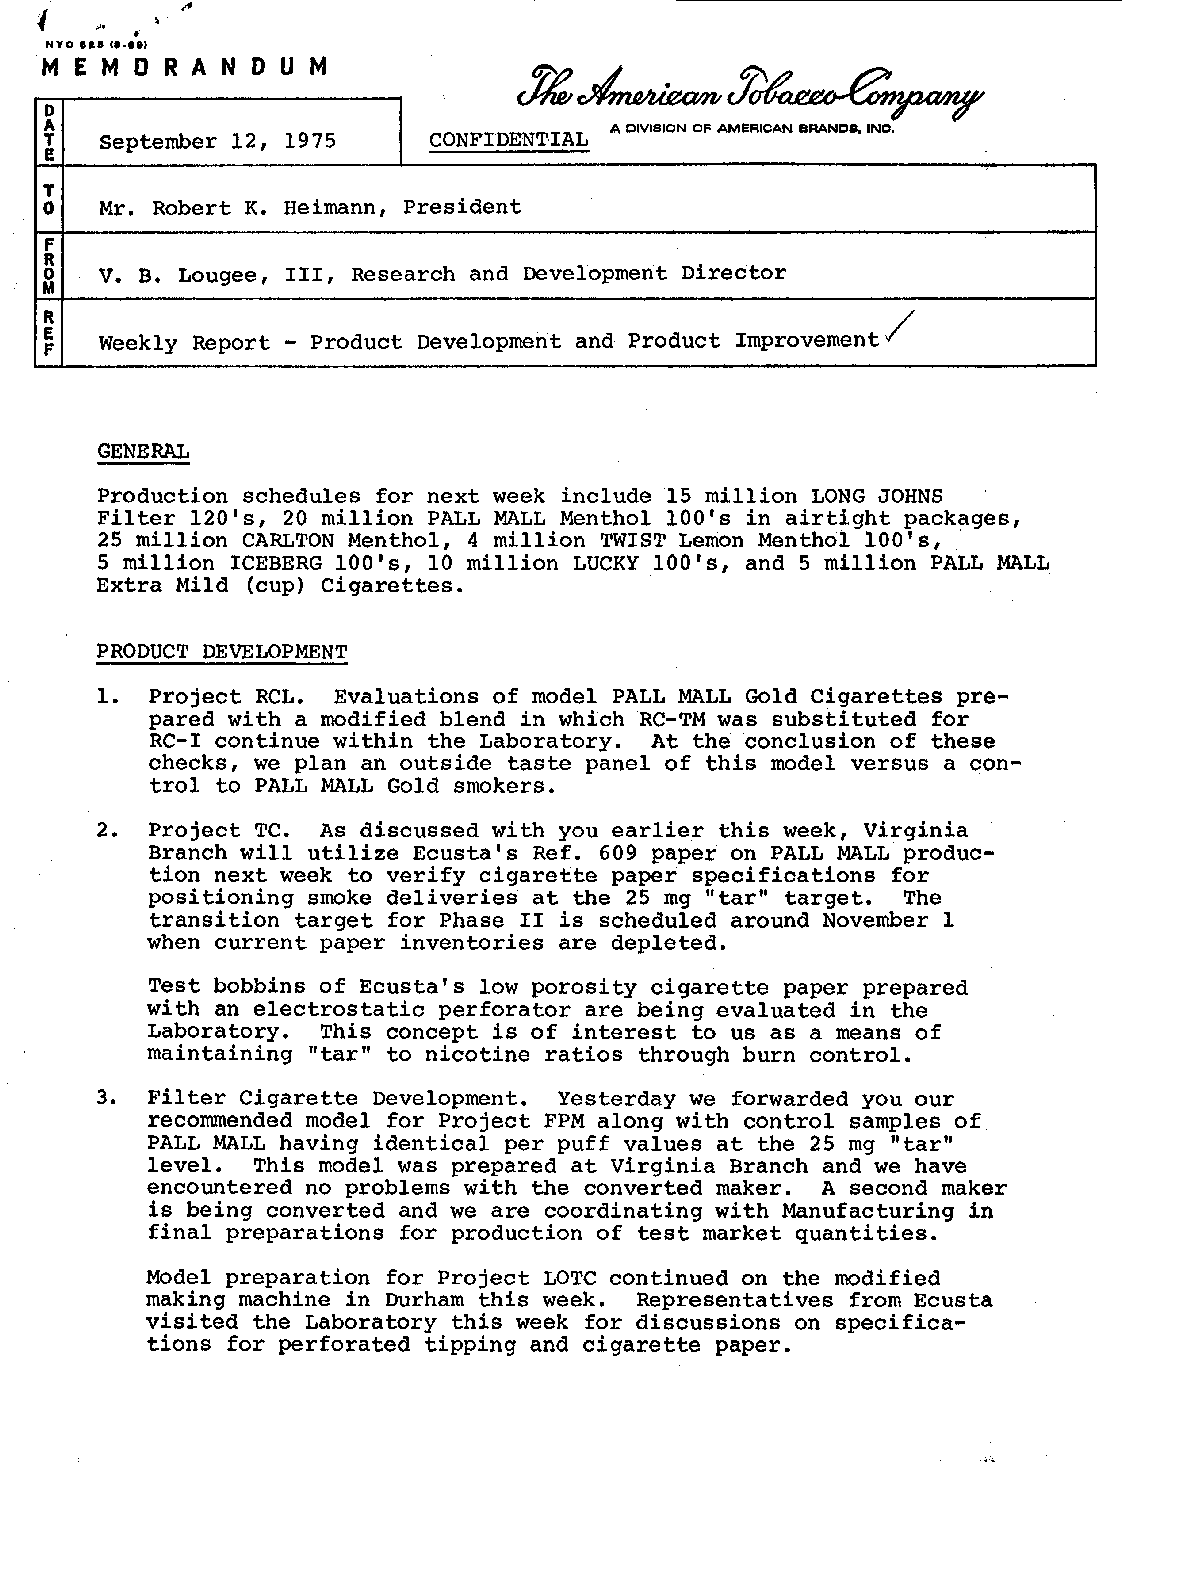 NYO 525 (9-69)
MEMORANDUM
The American Tobacco Company
A DIVISION OF AMERICAN BRANDS, INC.
DATE
September 12, 1975
CONFIDENTIAL
TO
Mr. Robert K. Heimann, President
FROM
V. B. Lougee, III, Research and Development Director
REF
Weekly Report - Product Development and Product Improvement
GENERAL
Production schedules for next week include 15 million LONG JOHNS
Filter 120's, 20 million PALL MALL Menthol 100's in airtight packages,
25 million CARLTON Menthol, 4 million TWIST Lemon Menthol 100's,
5 million ICEBERG 100's, 10 million LUCKY 100's, and 5 million PALL MALL
Extra Mild (cup) Cigarettes.
PRODUCT DEVELOPMENT
1. Project RCL. Evaluations of model PALL MALL Gold Cigarettes pre-
pared with a modified blend in which RC-TM was substituted for
RC-I continue within the Laboratory. At the conclusion of these
checks, we plan an outside taste panel of this model versus a con-
trol to PALL MALL Gold smokers.
2. Project TC. As discussed with you earlier this week, Virginia
Branch will utilize Ecusta's Ref. 609 paper on PALL MALL produc-
tion next week to verify cigarette paper specifications for
positioning smoke deliveries at the 25 mg "tar" target. The
transition target for Phase II is scheduled around November 1
when current paper inventories are depleted.
Test bobbins of Ecusta's low porosity cigarette paper prepared
with an electrostatic perforator are being evaluated in the
Laboratory. This concept is of interest to us as a means of
maintaining "tar" to nicotine ratios through burn control.
3. Filter Cigarette Development. Yesterday we forwarded you our
recommended model for Project FPM along with control samples of
PALL MALL having identical per puff values at the 25 mg "tar"
level. This model was prepared at Virginia Branch and we have
encountered no problems with the converted maker. A second maker
is being converted and we are coordinating with Manufacturing in
final preparations for production of test market quantities.
Model preparation for Project LOTC continued on the modified
making machine in Durham this week. Representatives from Ecusta
visited the Laboratory this week for discussions on specifica-
tions for perforated tipping and cigarette paper.